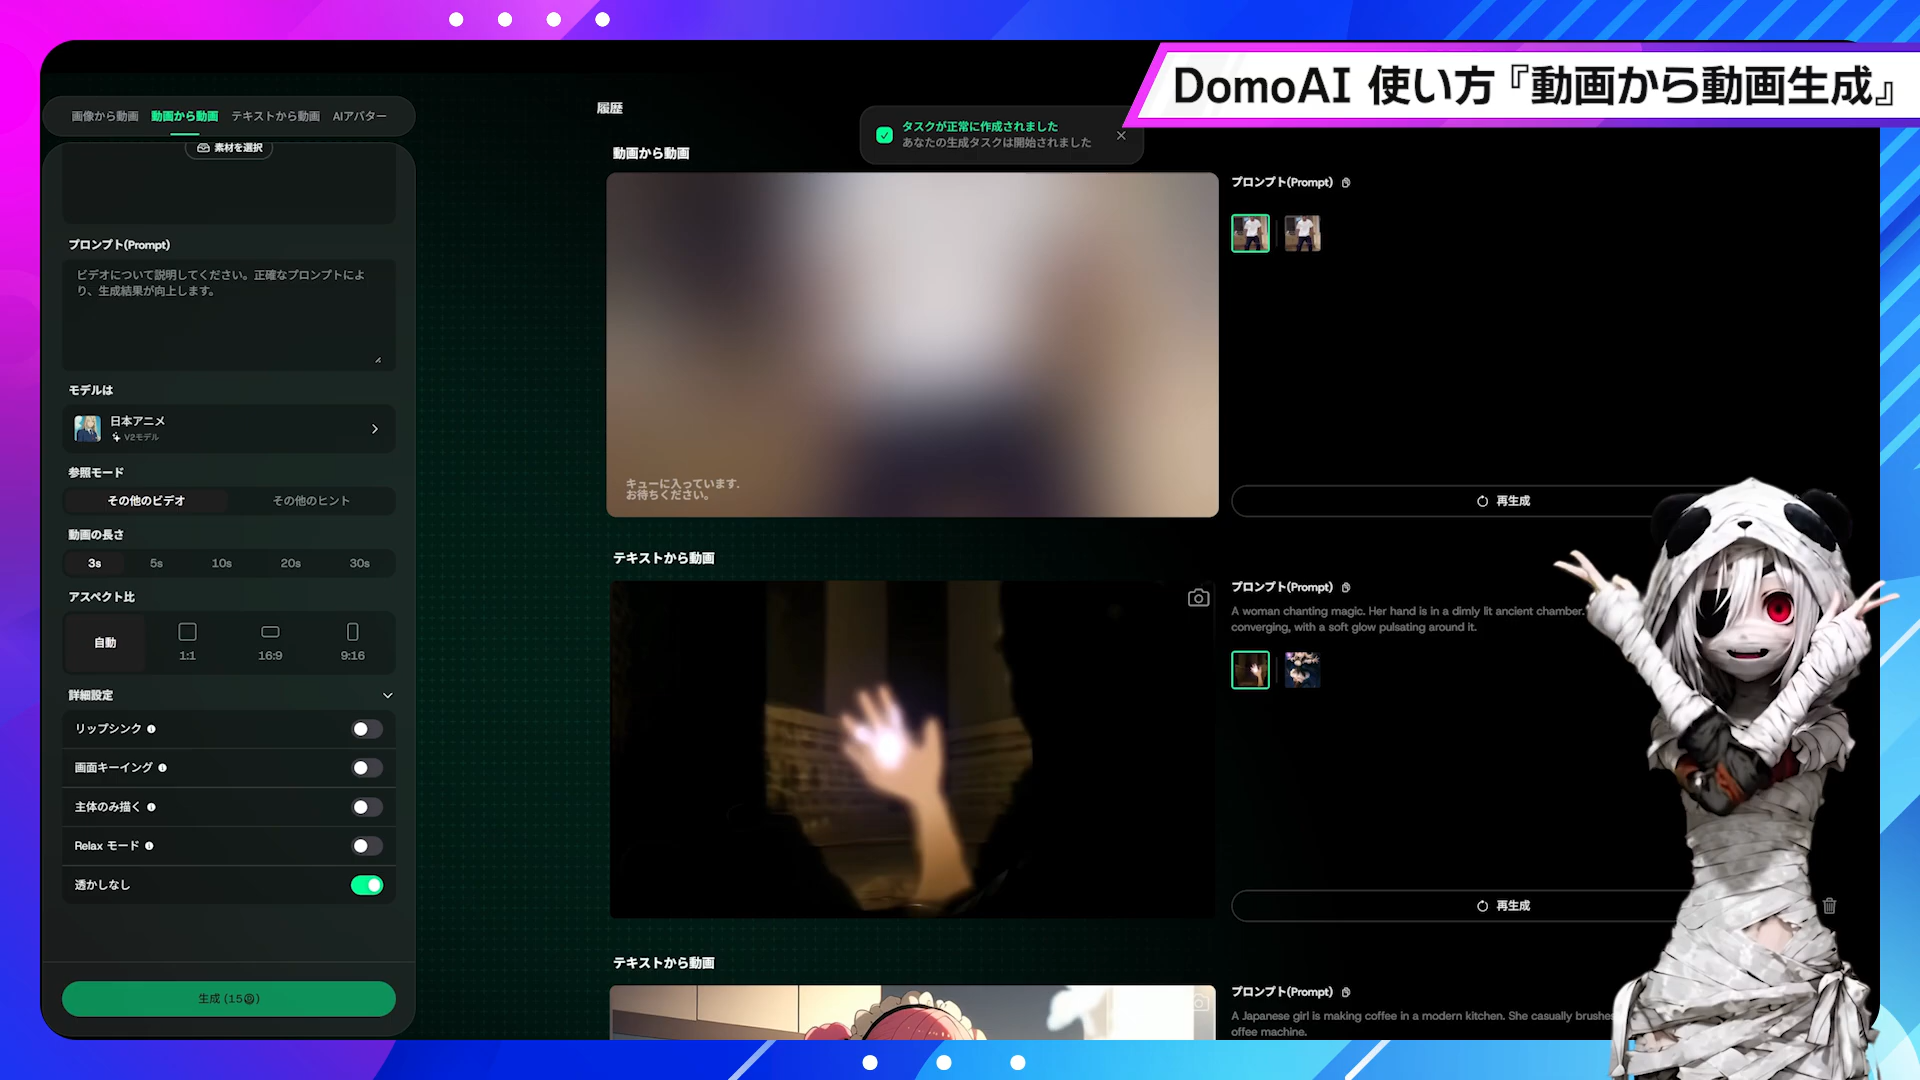 DomoAI 使い方『動画から動画生成』
画像から動画 動画から動画 テキストから動画 AIアバター
素材を選択
プロンプト(Prompt)
ビデオについて説明してください。正確なプロンプトによ
り、生成結果が向上します。
モデルは
日本アニメ
V2モデル
参照モード
その他のビデオ その他のヒント
動画の長さ
3s 5s 10s 20s 30s
アスペクト比
自動 1:1 16:9 9:16
詳細設定
リップシンク
画面キーイング
主体のみ描く
Relax モード
透かしなし
生成 (15)
履歴
タスクが正常に作成されました
あなたの生成タスクは開始されました
動画から動画
キューに入っています.
お待ちください。
プロンプト(Prompt)
再生成
テキストから動画
プロンプト(Prompt)
A woman chanting magic. Her hand is in a dimly lit ancient chamber.
converging, with a soft glow pulsating around it.
再生成
テキストから動画
プロンプト(Prompt)
A Japanese girl is making coffee in a modern kitchen. She casually brushes
offee machine.